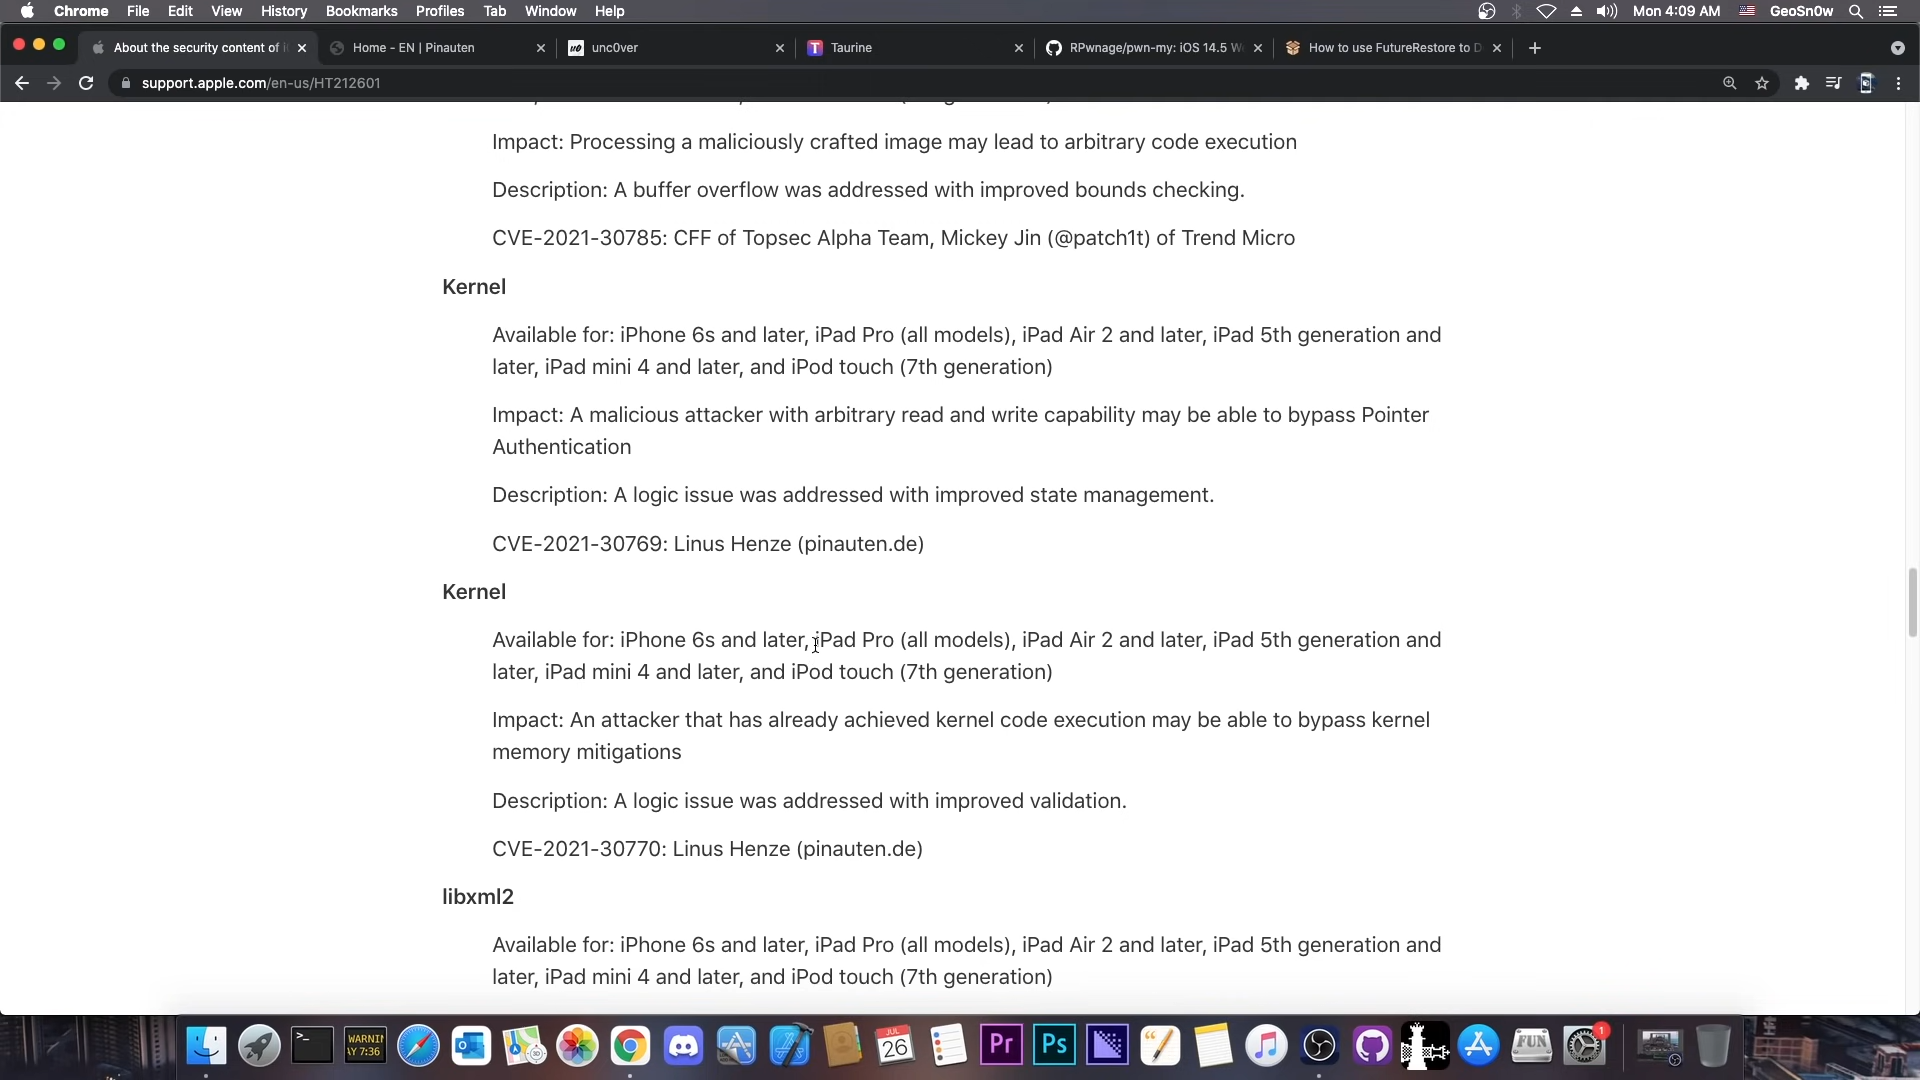 Chrome File Edit View History Bookmarks Profiles Tab Window Help Mon 4:09 AM GeoSn0w
About the security content of i Home - EN | Pinauten unc0ver Taurine RPwnage/pwn-my: iOS 14.5 W How to use FutureRestore to D
support.apple.com/en-us/HT212601
Impact: Processing a maliciously crafted image may lead to arbitrary code execution
Description: A buffer overflow was addressed with improved bounds checking.
CVE-2021-30785: CFF of Topsec Alpha Team, Mickey Jin (@patch1t) of Trend Micro
Kernel
Available for: iPhone 6s and later, iPad Pro (all models), iPad Air 2 and later, iPad 5th generation and
later, iPad mini 4 and later, and iPod touch (7th generation)
Impact: A malicious attacker with arbitrary read and write capability may be able to bypass Pointer
Authentication
Description: A logic issue was addressed with improved state management.
CVE-2021-30769: Linus Henze (pinauten.de)
Kernel
Available for: iPhone 6s and later, iPad Pro (all models), iPad Air 2 and later, iPad 5th generation and
later, iPad mini 4 and later, and iPod touch (7th generation)
Impact: An attacker that has already achieved kernel code execution may be able to bypass kernel
memory mitigations
Description: A logic issue was addressed with improved validation.
CVE-2021-30770: Linus Henze (pinauten.de)
libxml2
Available for: iPhone 6s and later, iPad Pro (all models), iPad Air 2 and later, iPad 5th generation and
later, iPad mini 4 and later, and iPod touch (7th generation)
WARNIN
AY 7:36
JUL
26
Pr
Ps
FUN
1